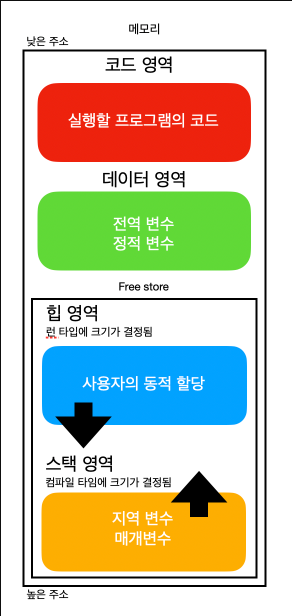 메모리
낮은 주소
코드 영역
실행할 프로그램의 코드
데이터 영역
전역 변수
정적 변수
Free store
힙 영역
런 타임에 크기가 결정됨
사용자의 동적 할당
스택 영역
컴파일 타임에 크기가 결정됨
지역 변수
매개변수
높은 주소